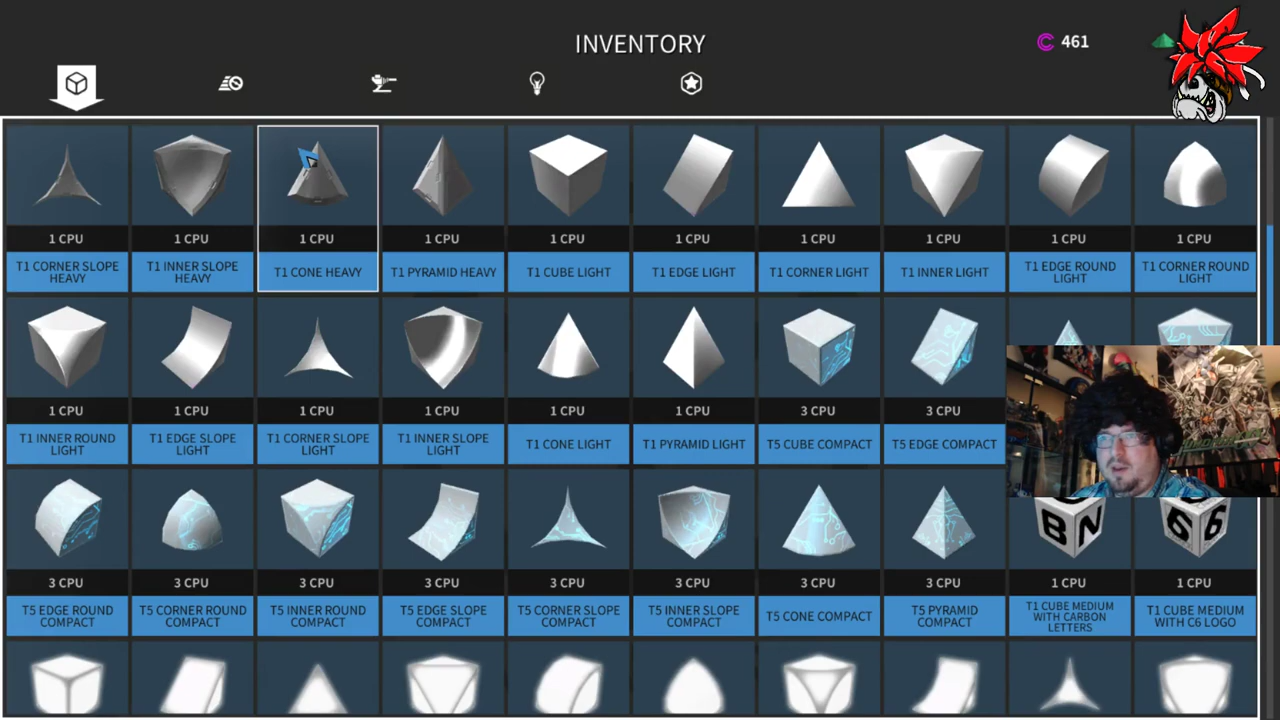 INVENTORY
461
1 CPU 1 CPU 1 CPU 1 CPU 1 CPU 1 CPU 1 CPU 1 CPU 1 CPU 1 CPU
T1 CORNER SLOPE
HEAVY
T1 INNER SLOPE
HEAVY
T1 CONE HEAVY
T1 PYRAMID HEAVY
T1 CUBE LIGHT
T1 EDGE LIGHT
T1 CORNER LIGHT
T1 INNER LIGHT
T1 EDGE ROUND
LIGHT
T1 CORNER ROUND
LIGHT
1 CPU 1 CPU 1 CPU 1 CPU 1 CPU 1 CPU 3 CPU 3 CPU
T1 INNER ROUND
LIGHT
T1 EDGE SLOPE
LIGHT
T1 CORNER SLOPE
LIGHT
T1 INNER SLOPE
LIGHT
T1 CONE LIGHT
T1 PYRAMID LIGHT
T5 CUBE COMPACT
T5 EDGE COMPACT
BN
6 6
3 CPU 3 CPU 3 CPU 3 CPU 3 CPU 3 CPU 3 CPU 3 CPU 1 CPU 1 CPU
T5 EDGE ROUND
COMPACT
T5 CORNER ROUND
COMPACT
T5 INNER ROUND
COMPACT
T5 EDGE SLOPE
COMPACT
T5 CORNER SLOPE
COMPACT
T5 INNER SLOPE
COMPACT
T5 CONE COMPACT
T5 PYRAMID
COMPACT
T1 CUBE MEDIUM
WITH CARBON
LETTERS
T1 CUBE MEDIUM
WITH C6 LOGO